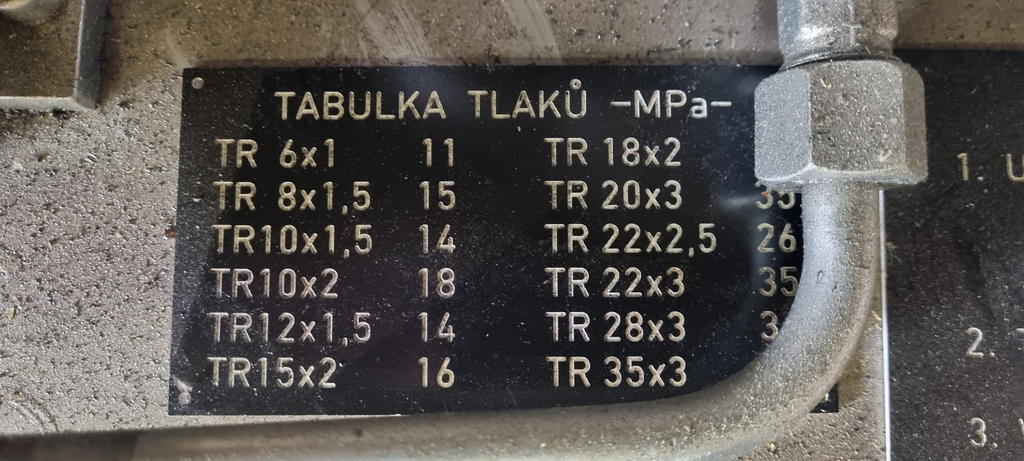 TABULKA TLAKŮ -MPa-
TR 6x1 11 TR 18x2
TR 8x1,5 15 TR 20x3 35
TR10x1,5 14 TR 22x2,5 26
TR10x2 18 TR 22x3 35
TR12x1,5 14 TR 28x3
TR15x2 16 TR 35x3
1.
2.
3.